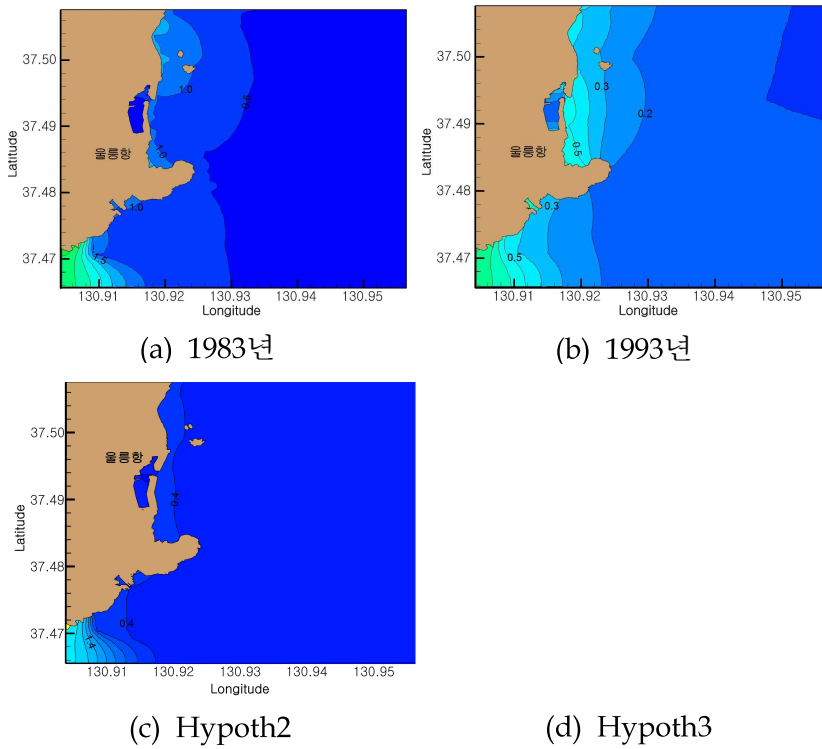 37.50
37.49
37.48
37.47
Latitude
1.0
0.5
1.0
울릉항
1.0
1.5
130.91 130.92 130.93 130.94 130.95
Longitude
(a) 1983년
37.50
37.49
37.48
37.47
Latitude
0.3
0.2
0.5
울릉항
0.3
0.5
130.91 130.92 130.93 130.94 130.95
Longitude
(b) 1993년
37.50
37.49
37.48
37.47
Latitude
울릉항
0.4
0.4
1.4
130.91 130.92 130.93 130.94 130.95
Longitude
(c) Hypoth2
(d) Hypoth3